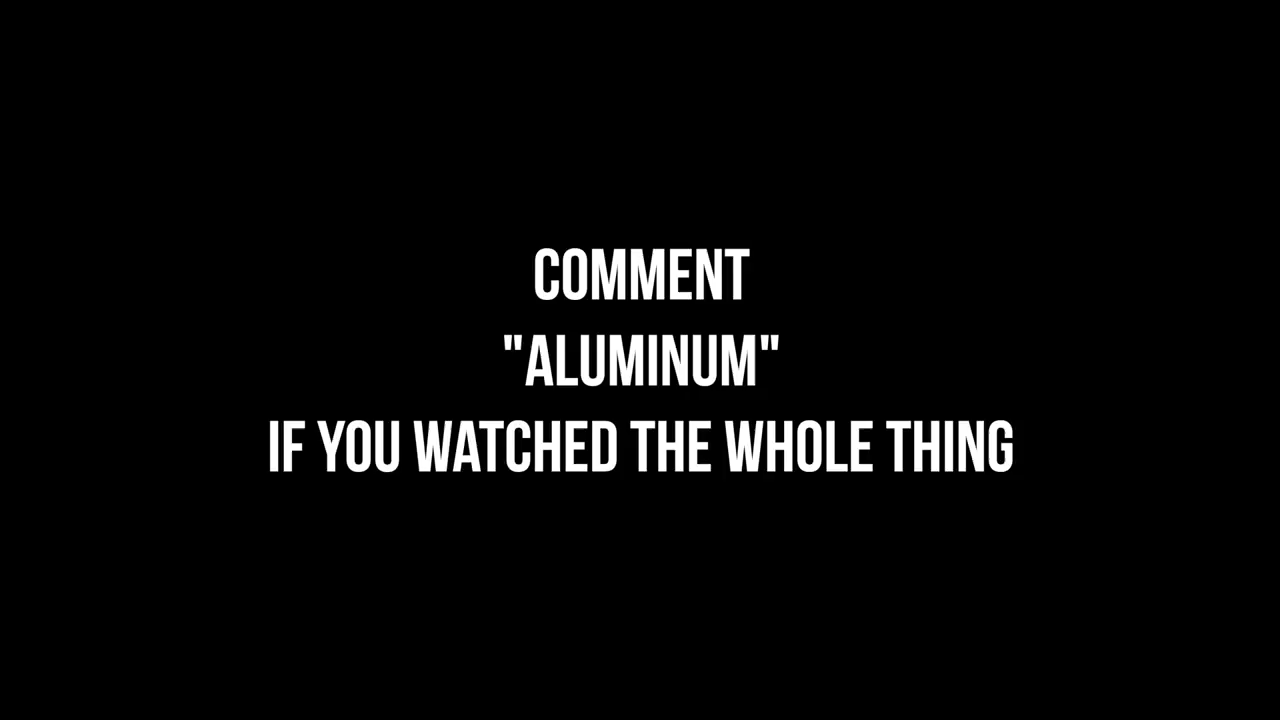 COMMENT
"ALUMINUM"
IF YOU WATCHED THE WHOLE THING